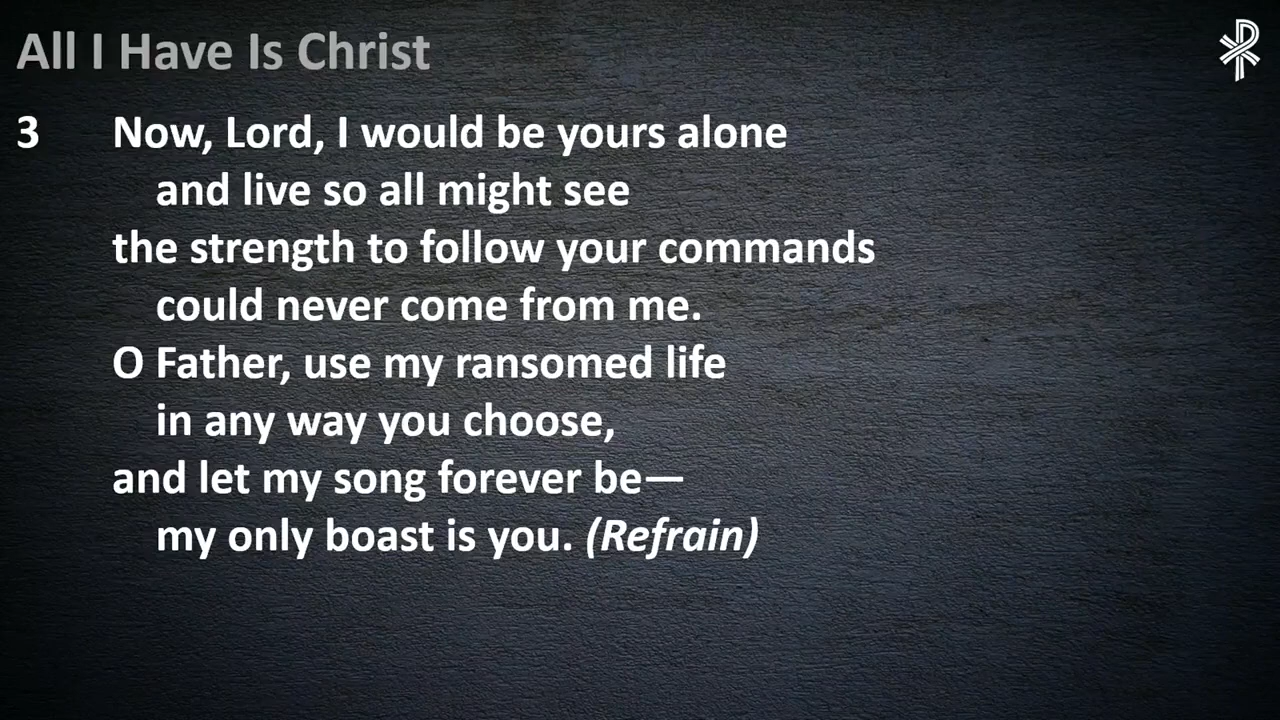 All I Have Is Christ
3 Now, Lord, I would be yours alone
and live so all might see
the strength to follow your commands
could never come from me.
O Father, use my ransomed life
in any way you choose,
and let my song forever be—
my only boast is you. (Refrain)